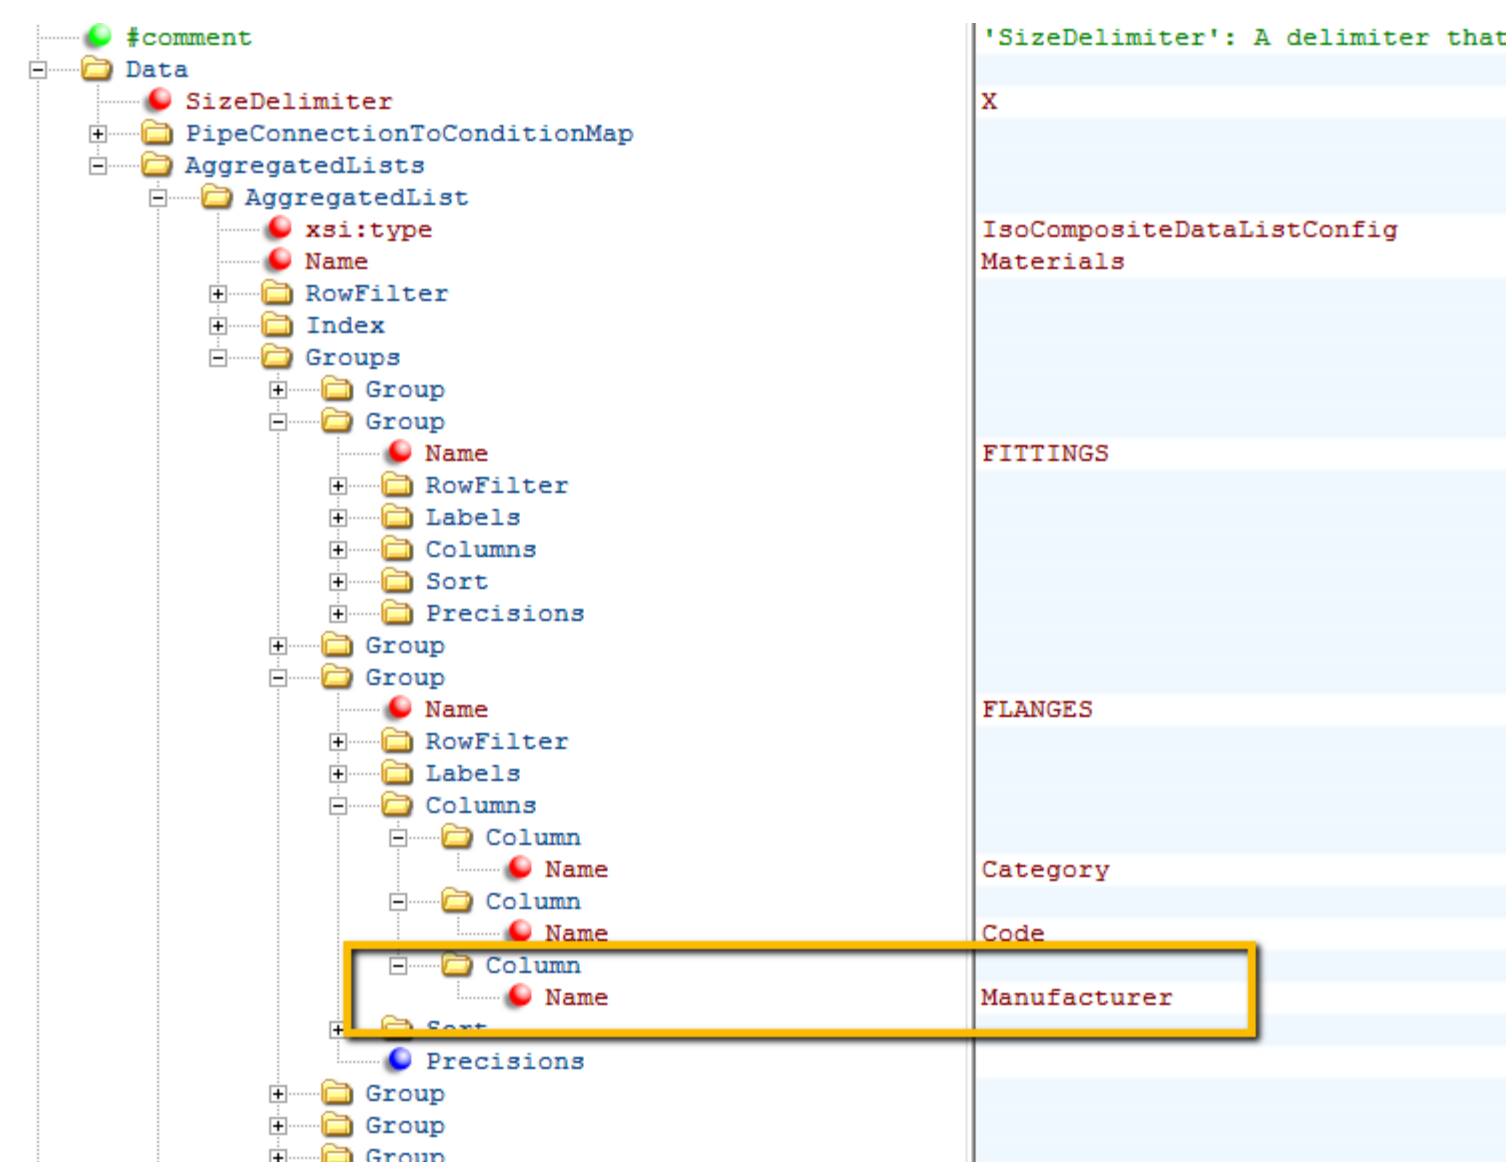 #comment 'SizeDelimiter': A delimiter that
Data
SizeDelimiter X
PipeConnectionToConditionMap
AggregatedLists
AggregatedList
xsi:type IsoCompositeDataListConfig
Name Materials
RowFilter
Index
Groups
Group
Group
Name FITTINGS
RowFilter
Labels
Columns
Sort
Precisions
Group
Group
Name FLANGES
RowFilter
Labels
Columns
Column
Name Category
Column
Name Code
Column
Name Manufacturer
Sort
Precisions
Group
Group
Group